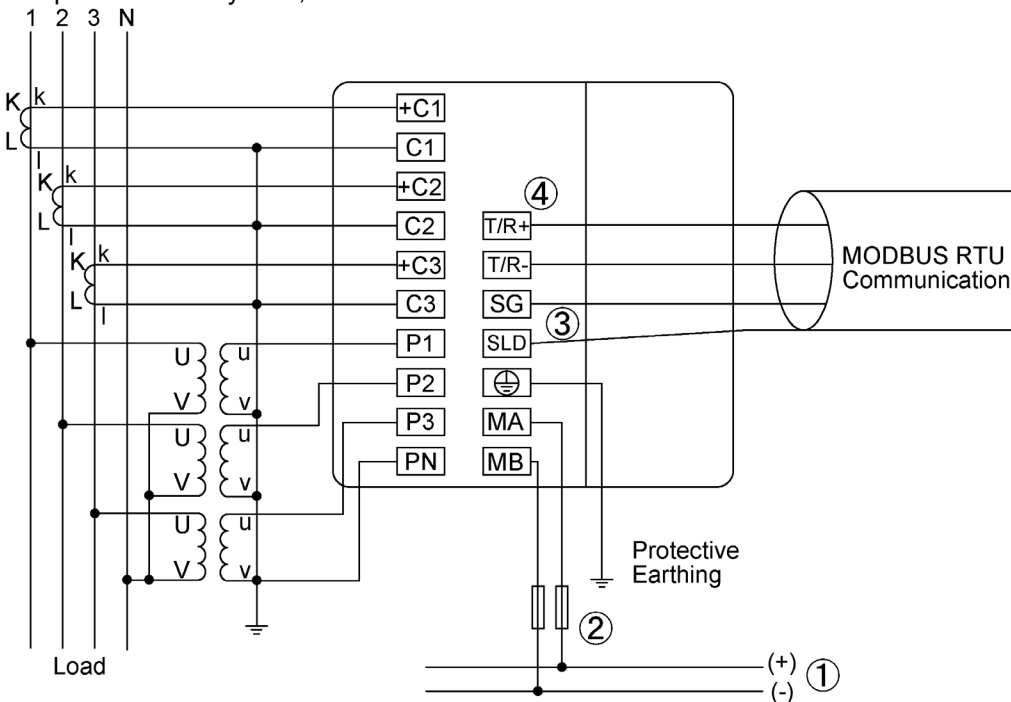 1 2 3 N
K k
L
l
K k
L
l
K k
L
l
+C1
C1
+C2
C2
+C3
C3
P1
P2
P3
PN
④
T/R+
T/R-
SG
③
SLD
MA
MB
MODBUS RTU
Communication
U u
V v
U u
V v
U u
V v
Protective
Earthing
②
Load
(+) ①
(-)